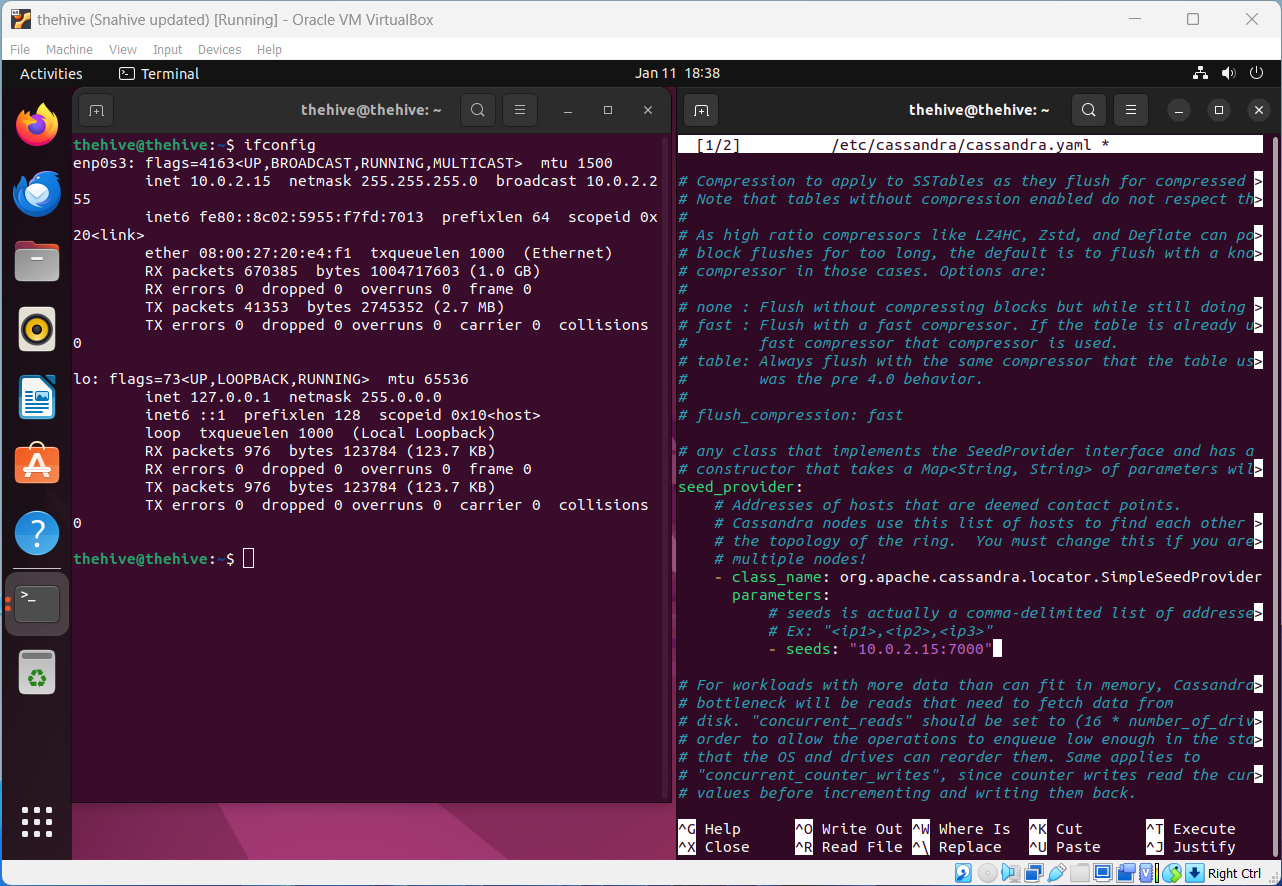 thehive (Snahive updated) [Running] - Oracle VM VirtualBox
File Machine View Input Devices Help
Activities Terminal Jan 11 18:38
thehive@thehive: ~
thehive@thehive:~$ ifconfig
enp0s3: flags=4163<UP,BROADCAST,RUNNING,MULTICAST>  mtu 1500
        inet 10.0.2.15  netmask 255.255.255.0  broadcast 10.0.2.2
55
        inet6 fe80::8c02:5955:f7fd:7013  prefixlen 64  scopeid 0x
20<link>
        ether 08:00:27:20:e4:f1  txqueuelen 1000  (Ethernet)
        RX packets 670385  bytes 1004717603 (1.0 GB)
        RX errors 0  dropped 0  overruns 0  frame 0
        TX packets 41353  bytes 2745352 (2.7 MB)
        TX errors 0  dropped 0 overruns 0  carrier 0  collisions
0
lo: flags=73<UP,LOOPBACK,RUNNING>  mtu 65536
        inet 127.0.0.1  netmask 255.0.0.0
        inet6 ::1  prefixlen 128  scopeid 0x10<host>
        loop  txqueuelen 1000  (Local Loopback)
        RX packets 976  bytes 123784 (123.7 KB)
        RX errors 0  dropped 0  overruns 0  frame 0
        TX packets 976  bytes 123784 (123.7 KB)
        TX errors 0  dropped 0 overruns 0  carrier 0  collisions
0
thehive@thehive:~$
thehive@thehive: ~
[1/2] /etc/cassandra/cassandra.yaml *
# Compression to apply to SSTables as they flush for compressed >
# Note that tables without compression enabled do not respect th>
#
# As high ratio compressors like LZ4HC, Zstd, and Deflate can po>
# block flushes for too long, the default is to flush with a kno>
# compressor in those cases. Options are:
#
# none : Flush without compressing blocks but while still doing >
# fast : Flush with a fast compressor. If the table is already u>
#        fast compressor that compressor is used.
# table: Always flush with the same compressor that the table us>
#        was the pre 4.0 behavior.
#
# flush_compression: fast
# any class that implements the SeedProvider interface and has a
# constructor that takes a Map<String, String> of parameters wil>
seed_provider:
    # Addresses of hosts that are deemed contact points.
    # Cassandra nodes use this list of hosts to find each other >
    # the topology of the ring.  You must change this if you are>
    # multiple nodes!
    - class_name: org.apache.cassandra.locator.SimpleSeedProvider
      parameters:
          # seeds is actually a comma-delimited list of addresse>
          # Ex: "<ip1>,<ip2>,<ip3>"
          - seeds: "10.0.2.15:7000"
# For workloads with more data than can fit in memory, Cassandra>
# bottleneck will be reads that need to fetch data from
# disk. "concurrent_reads" should be set to (16 * number_of_driv>
# order to allow the operations to enqueue low enough in the sta>
# that the OS and drives can reorder them. Same applies to
# "concurrent_counter_writes", since counter writes read the cur>
# values before incrementing and writing them back.
^G Help ^O Write Out ^W Where Is ^K Cut ^T Execute
^X Close ^R Read File ^\ Replace ^U Paste ^J Justify
Right Ctrl